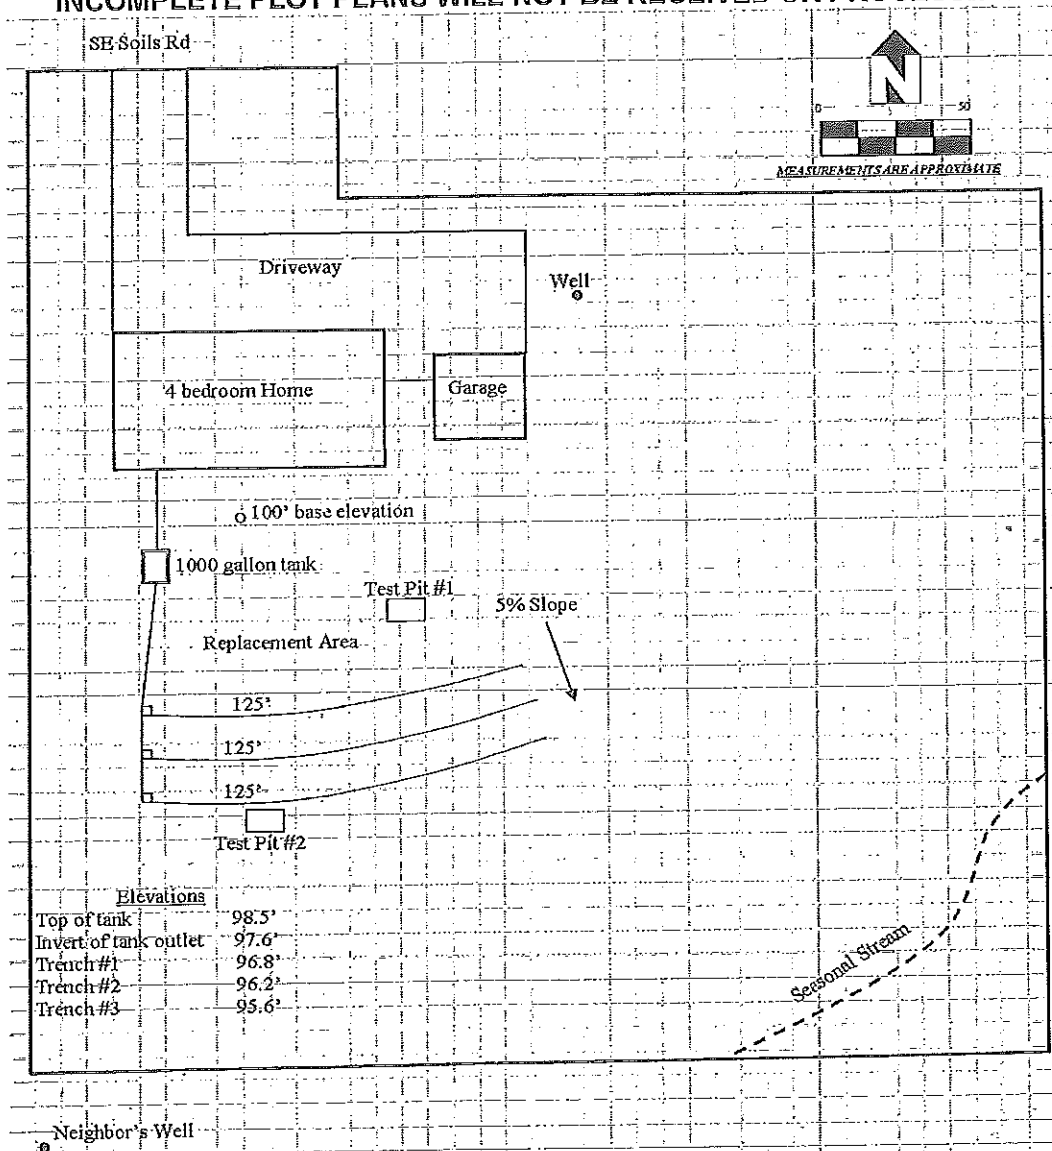 SE Soils Rd
N
0 50
MEASUREMENTS ARE APPROXIMATE
Driveway
Well
4 bedroom Home
Garage
100' base elevation
1000 gallon tank
Test Pit #1
5% Slope
Replacement Area
125'
125'
125'
Test Pit #2
Elevations
Top of tank 98.5'
Invert of tank outlet 97.6'
Trench #1 96.8'
Trench #2 96.2'
Trench #3 95.6'
Seasonal Stream
Neighbor's Well